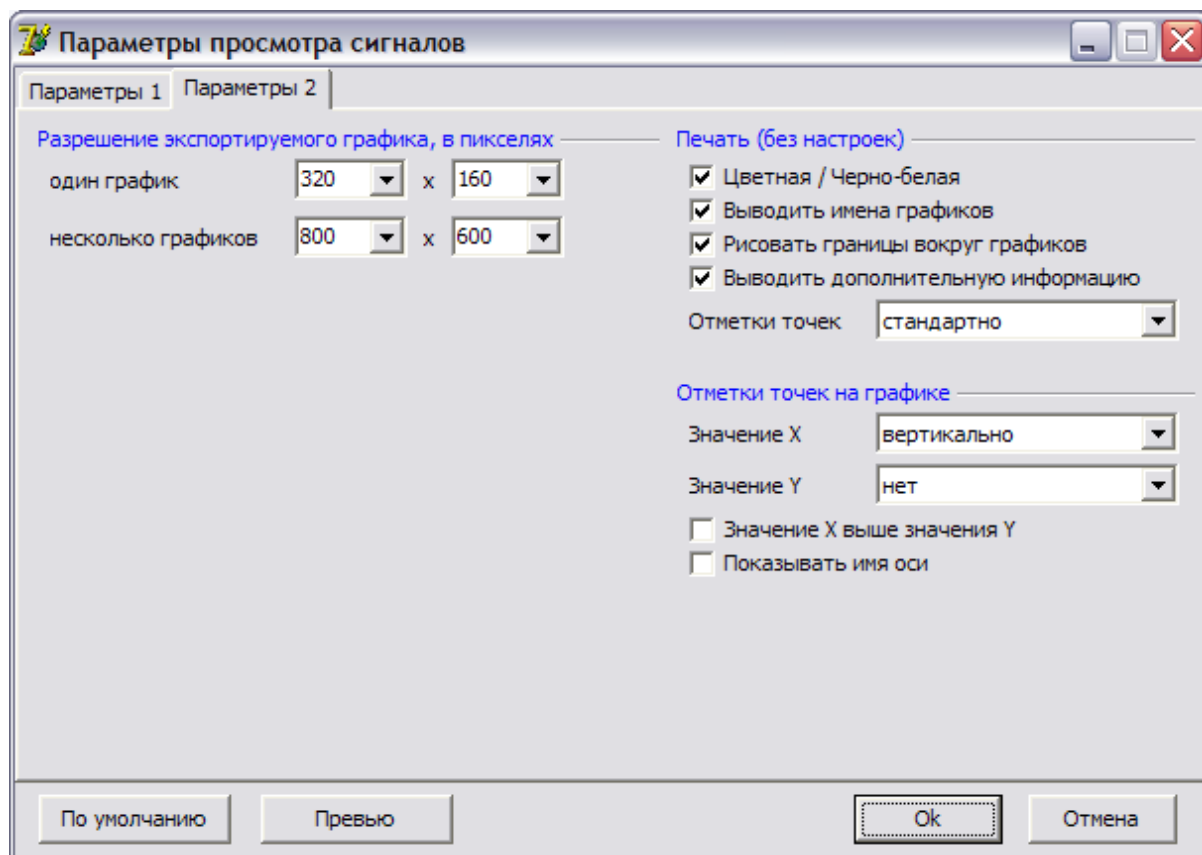 Параметры просмотра сигналов
Параметры 1 Параметры 2
Разрешение экспортируемого графика, в пикселях
один график 320 x 160
несколько графиков 800 x 600
Печать (без настроек)
Цветная / Черно-белая
Выводить имена графиков
Рисовать границы вокруг графиков
Выводить дополнительную информацию
Отметки точек стандартно
Отметки точек на графике
Значение X вертикально
Значение Y нет
Значение X выше значения Y
Показывать имя оси
По умолчанию Превью Ok Отмена